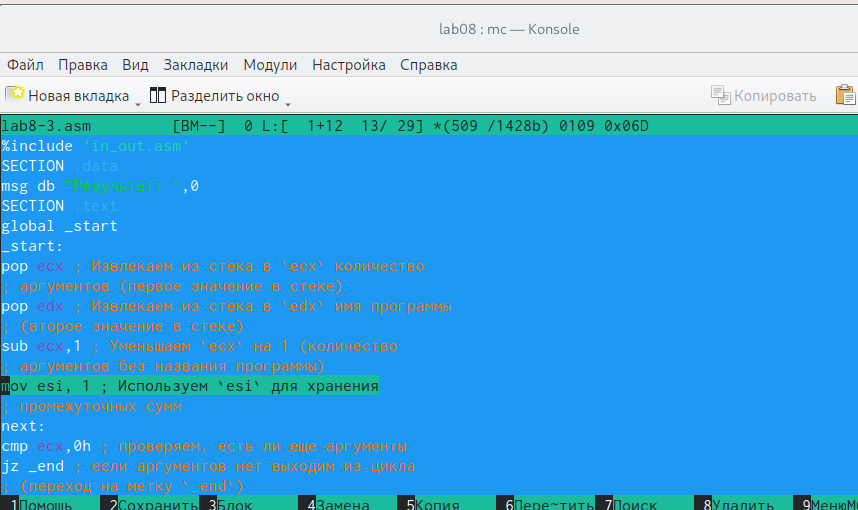 lab08 : mc — Konsole
Файл Правка Вид Закладки Модули Настройка Справка
Новая вкладка Разделить окно Копировать
lab8-3.asm [BM--] 0 L:[ 1+12 13/ 29] *(509 /1428b) 0109 0x06D
%include 'in_out.asm'
SECTION .data
msg db "Результат: ",0
SECTION .text
global _start
_start:
pop ecx ; Извлекаем из стека в `ecx` количество
; аргументов (первое значение в стеке)
pop edx ; Извлекаем из стека в `edx` имя программы
; (второе значение в стеке)
sub ecx,1 ; Уменьшаем `ecx` на 1 (количество
; аргументов без названия программы)
mov esi, 1 ; Используем `esi` для хранения
; промежуточных сумм
next:
cmp ecx,0h ; проверяем, есть ли еще аргументы
jz _end ; если аргументов нет выходим из цикла
; (переход на метку `_end`)
1Помощь 2Сохранить 3Блок 4Замена 5Копия 6Пере~тить 7Поиск 8Удалить 9МенюМС